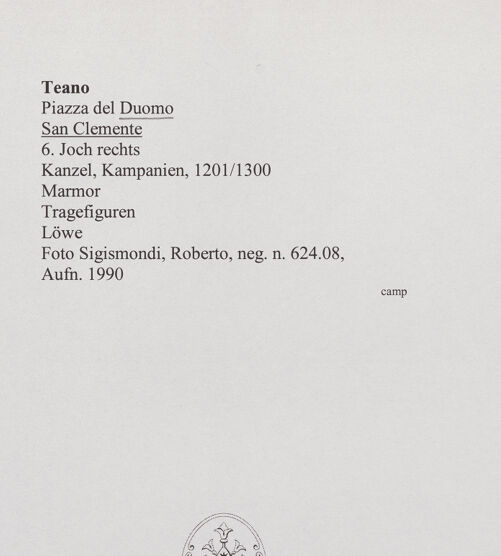 Teano
Piazza del Duomo
San Clemente
6. Joch rechts
Kanzel, Kampanien, 1201/1300
Marmor
Tragefiguren
Löwe
Foto Sigismondi, Roberto, neg. n. 624.08,
Aufn. 1990
camp